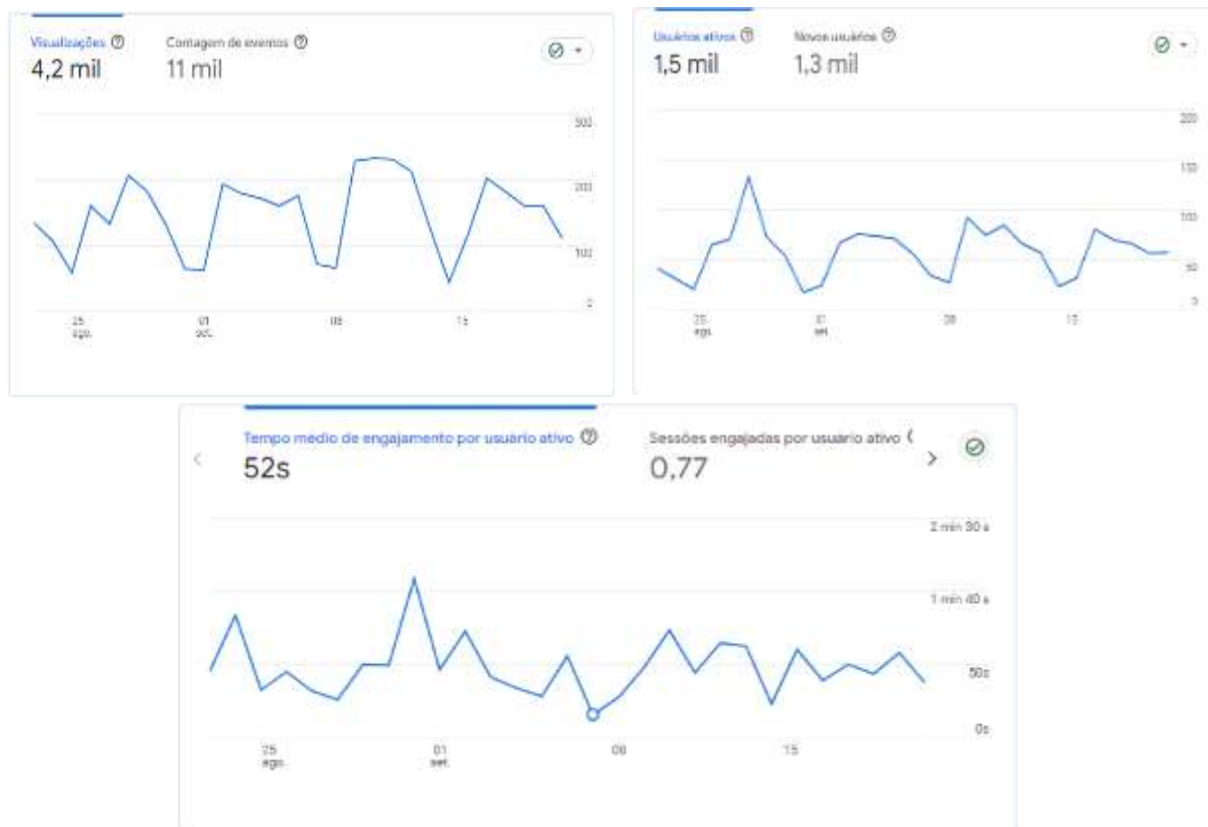 Visualizações
Contagem de eventos
4,2 mil
11 mil
300
200
100
0
25
ago.
01
set.
08
15
Usuários ativos
Novos usuários
1,5 mil
1,3 mil
200
150
100
50
0
25
ago.
01
set.
08
15
Tempo médio de engajamento por usuário ativo
Sessões engajadas por usuário ativo
52s
0,77
2 min 30 s
1 min 40 s
50s
0s
25
ago.
01
set.
08
15